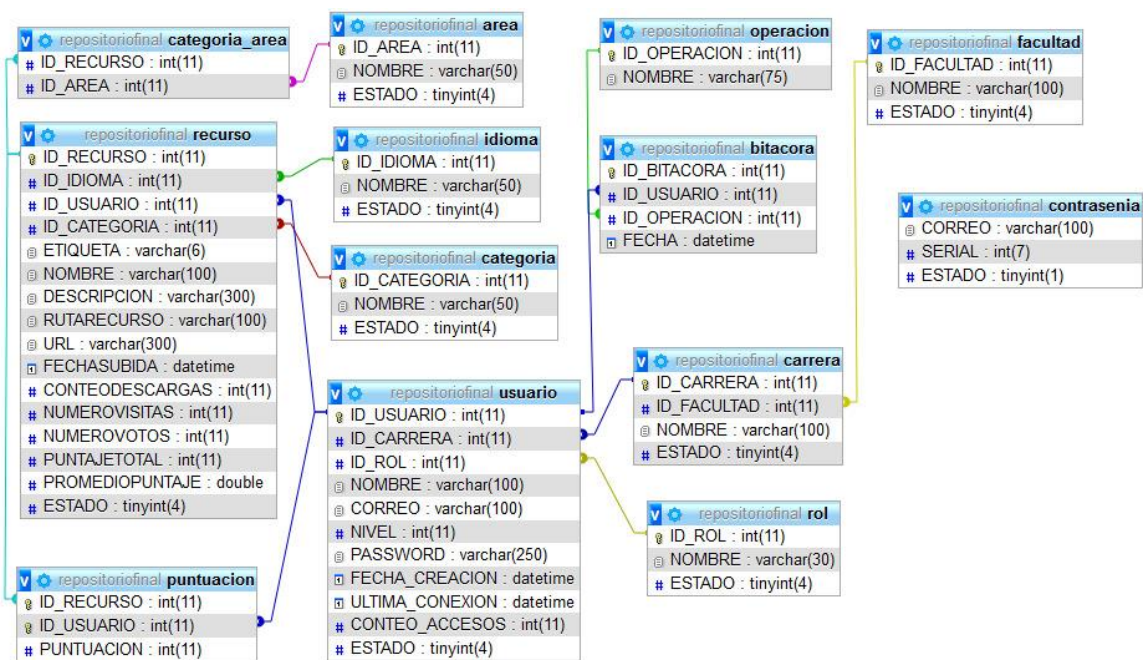 repositoriofinal categoria_area
ID_RECURSO : int(11)
ID_AREA : int(11)
repositoriofinal area
ID_AREA : int(11)
NOMBRE : varchar(50)
ESTADO : tinyint(4)
repositoriofinal operacion
ID_OPERACION : int(11)
NOMBRE : varchar(75)
repositoriofinal facultad
ID_FACULTAD : int(11)
NOMBRE : varchar(100)
ESTADO : tinyint(4)
repositoriofinal recurso
ID_RECURSO : int(11)
ID_IDIOMA : int(11)
ID_USUARIO : int(11)
ID_CATEGORIA : int(11)
ETIQUETA : varchar(6)
NOMBRE : varchar(100)
DESCRIPCION : varchar(300)
RUTARECURSO : varchar(100)
URL : varchar(300)
FECHASUBIDA : datetime
CONTEODESCARGAS : int(11)
NUMEROVISITAS : int(11)
NUMEROVOTOS : int(11)
PUNTAJETOTAL : int(11)
PROMEDIOPUNTAJE : double
ESTADO : tinyint(4)
repositoriofinal idioma
ID_IDIOMA : int(11)
NOMBRE : varchar(50)
ESTADO : tinyint(4)
repositoriofinal bitacora
ID_BITACORA : int(11)
ID_USUARIO : int(11)
ID_OPERACION : int(11)
FECHA : datetime
repositoriofinal contrasenia
CORREO : varchar(100)
SERIAL : int(7)
ESTADO : tinyint(1)
repositoriofinal categoria
ID_CATEGORIA : int(11)
NOMBRE : varchar(50)
ESTADO : tinyint(4)
repositoriofinal carrera
ID_CARRERA : int(11)
ID_FACULTAD : int(11)
NOMBRE : varchar(100)
ESTADO : tinyint(4)
repositoriofinal usuario
ID_USUARIO : int(11)
ID_CARRERA : int(11)
ID_ROL : int(11)
NOMBRE : varchar(100)
CORREO : varchar(100)
NIVEL : int(11)
PASSWORD : varchar(250)
FECHA_CREACION : datetime
ULTIMA_CONEXION : datetime
CONTEO_ACCESOS : int(11)
ESTADO : tinyint(4)
repositoriofinal rol
ID_ROL : int(11)
NOMBRE : varchar(30)
ESTADO : tinyint(4)
repositoriofinal puntuacion
ID_RECURSO : int(11)
ID_USUARIO : int(11)
PUNTUACION : int(11)